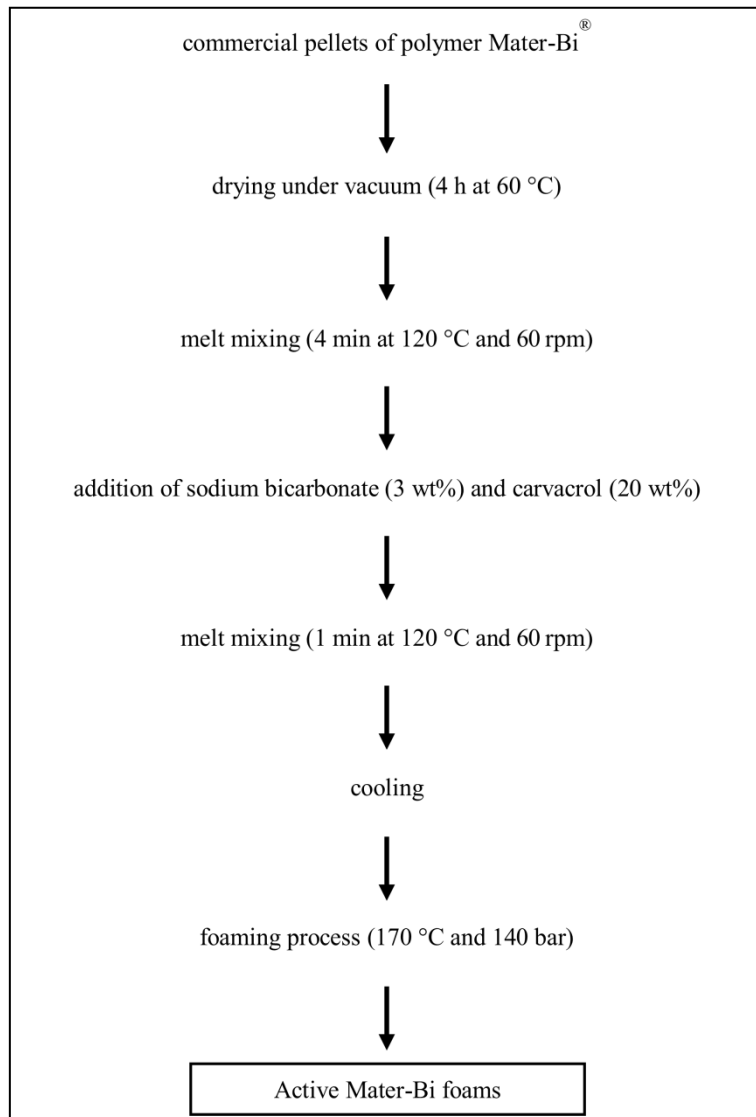 commercial pellets of polymer Mater-Bi®
drying under vacuum (4 h at 60 °C)
melt mixing (4 min at 120 °C and 60 rpm)
addition of sodium bicarbonate (3 wt%) and carvacrol (20 wt%)
melt mixing (1 min at 120 °C and 60 rpm)
cooling
foaming process (170 °C and 140 bar)
Active Mater-Bi foams